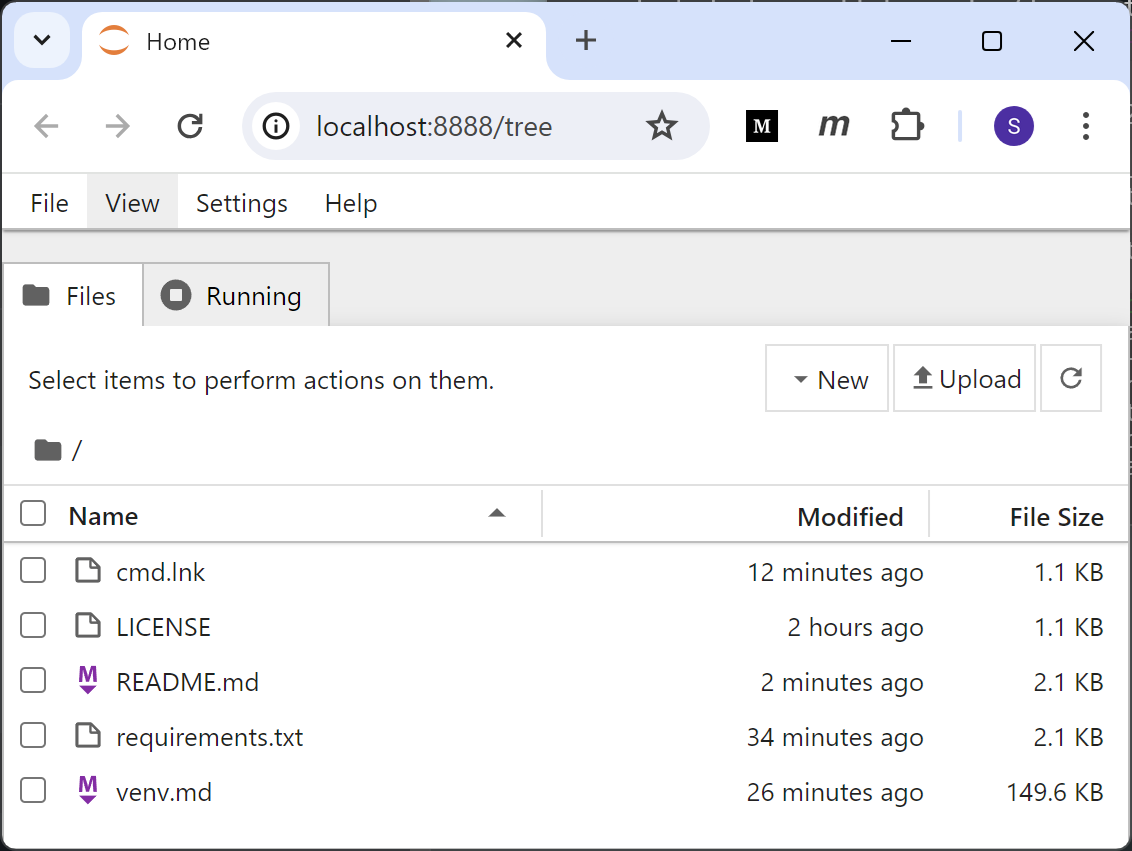 Home
localhost:8888/tree
M
m
S
File View Settings Help
Files Running
Select items to perform actions on them.
New Upload
/
Name Modified File Size
cmd.lnk 12 minutes ago 1.1 KB
LICENSE 2 hours ago 1.1 KB
M README.md 2 minutes ago 2.1 KB
requirements.txt 34 minutes ago 2.1 KB
M venv.md 26 minutes ago 149.6 KB